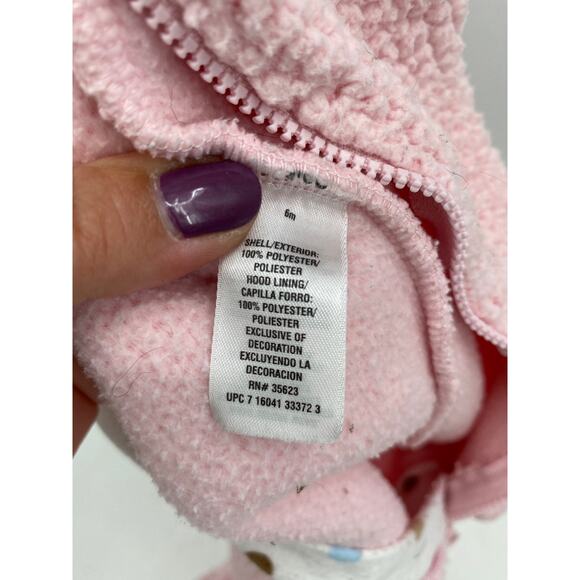 6m
SHELL/EXTERIOR:
100% POLYESTER/
POLIESTER
HOOD LINING/
CAPILLA FORRO:
100% POLYESTER/
POLIESTER
EXCLUSIVE OF
DECORATION
EXCLUYENDO LA
DECORACION
RN# 35623
UPC 7 16041 33372 3